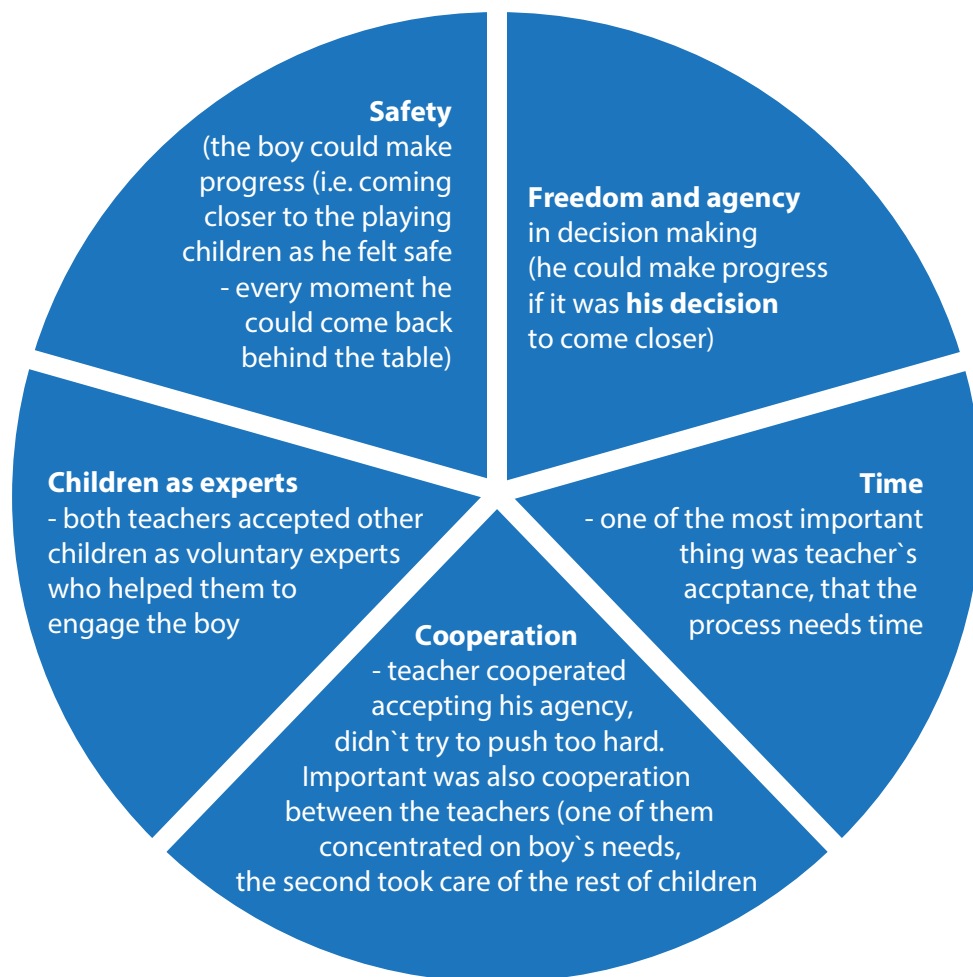 Safety
(the boy could make
progress (i.e. coming
closer to the playing
children as he felt safe
- every moment he
could come back
behind the table)
Freedom and agency
in decision making
(he could make progress
if it was his decision
to come closer)
Children as experts
- both teachers accepted other
children as voluntary experts
who helped them to
engage the boy
Time
- one of the most important
thing was teacher`s
accptance, that the
process needs time
Cooperation
- teacher cooperated
accepting his agency,
didn`t try to push too hard.
Important was also cooperation
between the teachers (one of them
concentrated on boy`s needs,
the second took care of the rest of children